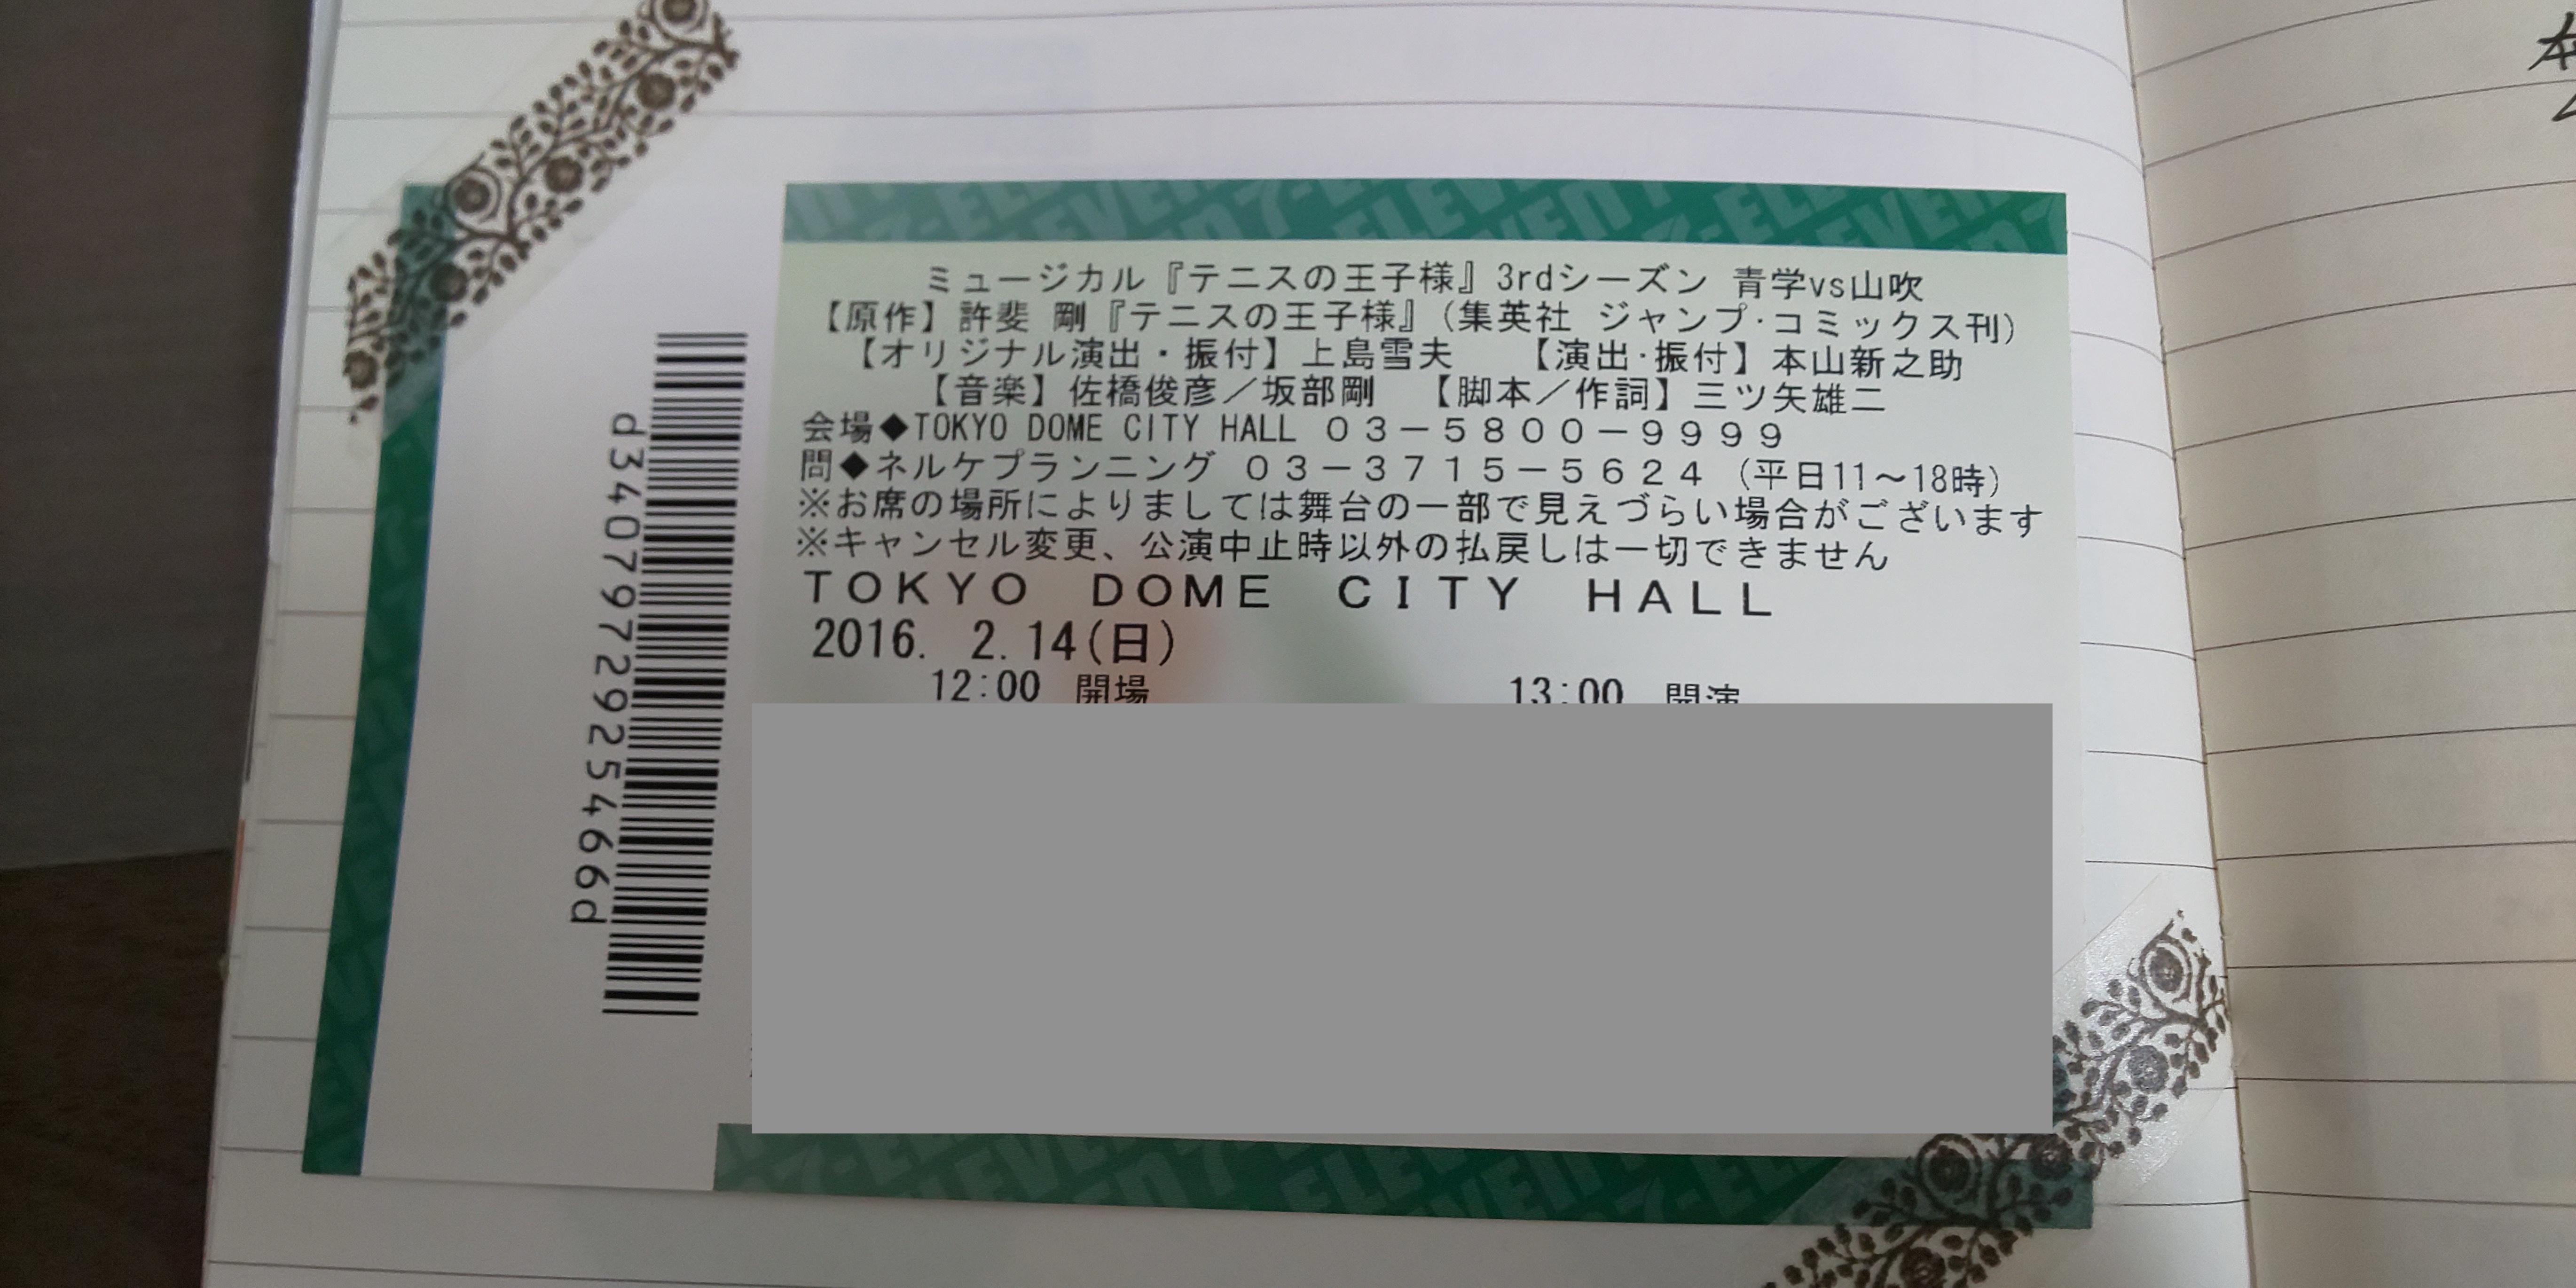 ミュージカル『テニスの王子様』3rdシーズン 青学vs山吹
【原作】許斐 剛『テニスの王子様』(集英社 ジャンプ･コミックス刊)
【オリジナル演出・振付】上島雪夫 【演出･振付】本山新之助
【音楽】佐橋俊彦／坂部剛 【脚本／作詞】三ツ矢雄二
会場◆TOKYO DOME CITY HALL ０３－５８００－９９９９
問◆ネルケプランニング ０３－３７１５－５６２４ (平日11～18時)
※お席の場所によりましては舞台の一部で見えづらい場合がございます
※キャンセル変更、公演中止時以外の払戻しは一切できません
ＴＯＫＹＯ ＤＯＭＥ ＣＩＴＹ ＨＡＬＬ
2016. 2.14(日)
12:00 開場 13:00 開演
d3407972925466d
7-ELEVEn